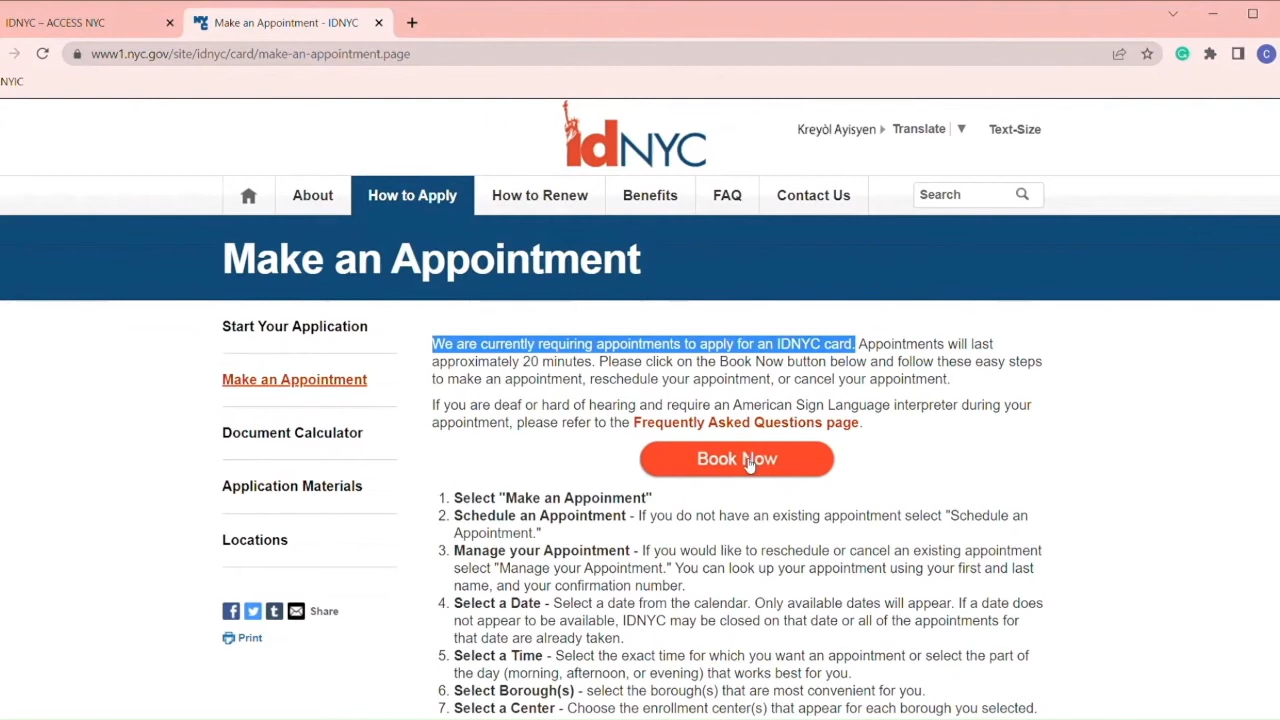 IDNYC – ACCESS NYC
Make an Appointment - IDNYC
www1.nyc.gov/site/idnyc/card/make-an-appointment.page
C
NYIC
idNYC
Kreyòl Ayisyen Translate ▼ Text-Size
About How to Apply How to Renew Benefits FAQ Contact Us Search
Make an Appointment
Start Your Application
Make an Appointment
Document Calculator
Application Materials
Locations
Share
Print
We are currently requiring appointments to apply for an IDNYC card. Appointments will last
approximately 20 minutes. Please click on the Book Now button below and follow these easy steps
to make an appointment, reschedule your appointment, or cancel your appointment.
If you are deaf or hard of hearing and require an American Sign Language interpreter during your
appointment, please refer to the Frequently Asked Questions page.
Book Now
1. Select "Make an Appoinment"
2. Schedule an Appointment - If you do not have an existing appointment select "Schedule an
Appointment."
3. Manage your Appointment - If you would like to reschedule or cancel an existing appointment
select "Manage your Appointment." You can look up your appointment using your first and last
name, and your confirmation number.
4. Select a Date - Select a date from the calendar. Only available dates will appear. If a date does
not appear to be available, IDNYC may be closed on that date or all of the appointments for
that date are already taken.
5. Select a Time - Select the exact time for which you want an appointment or select the part of
the day (morning, afternoon, or evening) that works best for you.
6. Select Borough(s) - select the borough(s) that are most convenient for you.
7. Select a Center - Choose the enrollment center(s) that appear for each borough you selected.